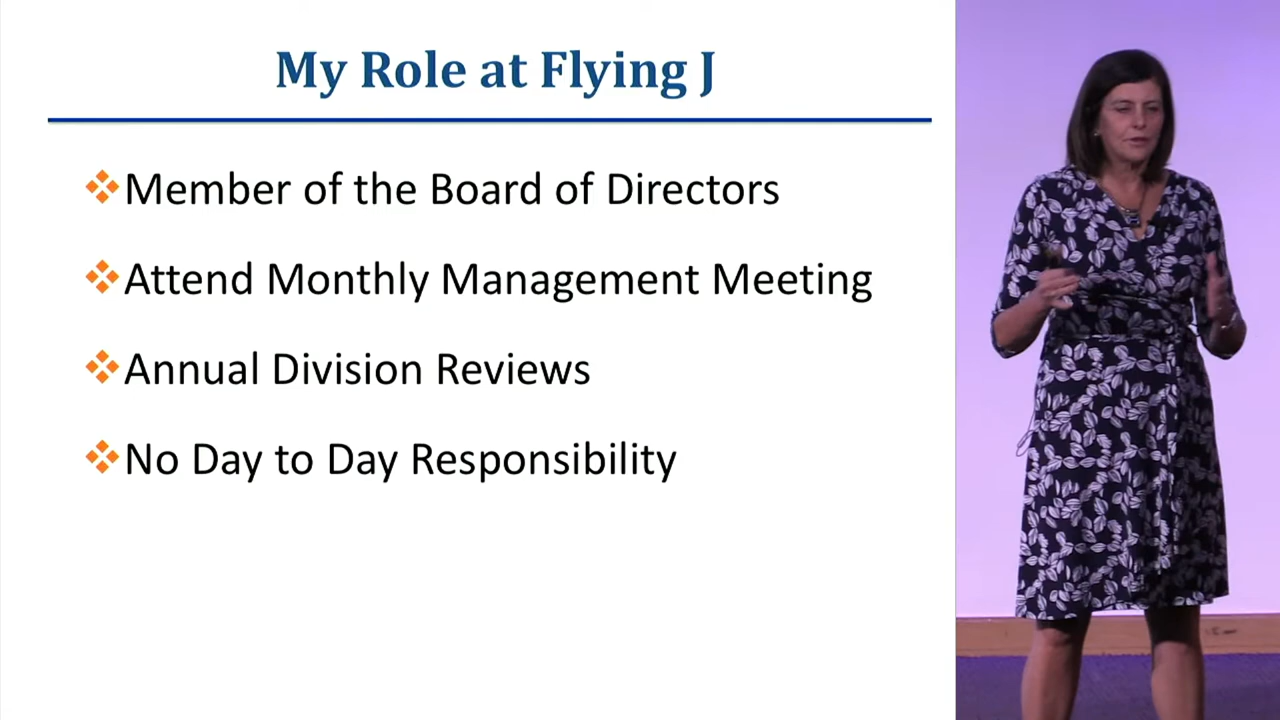 My Role at Flying J
Member of the Board of Directors
Attend Monthly Management Meeting
Annual Division Reviews
No Day to Day Responsibility